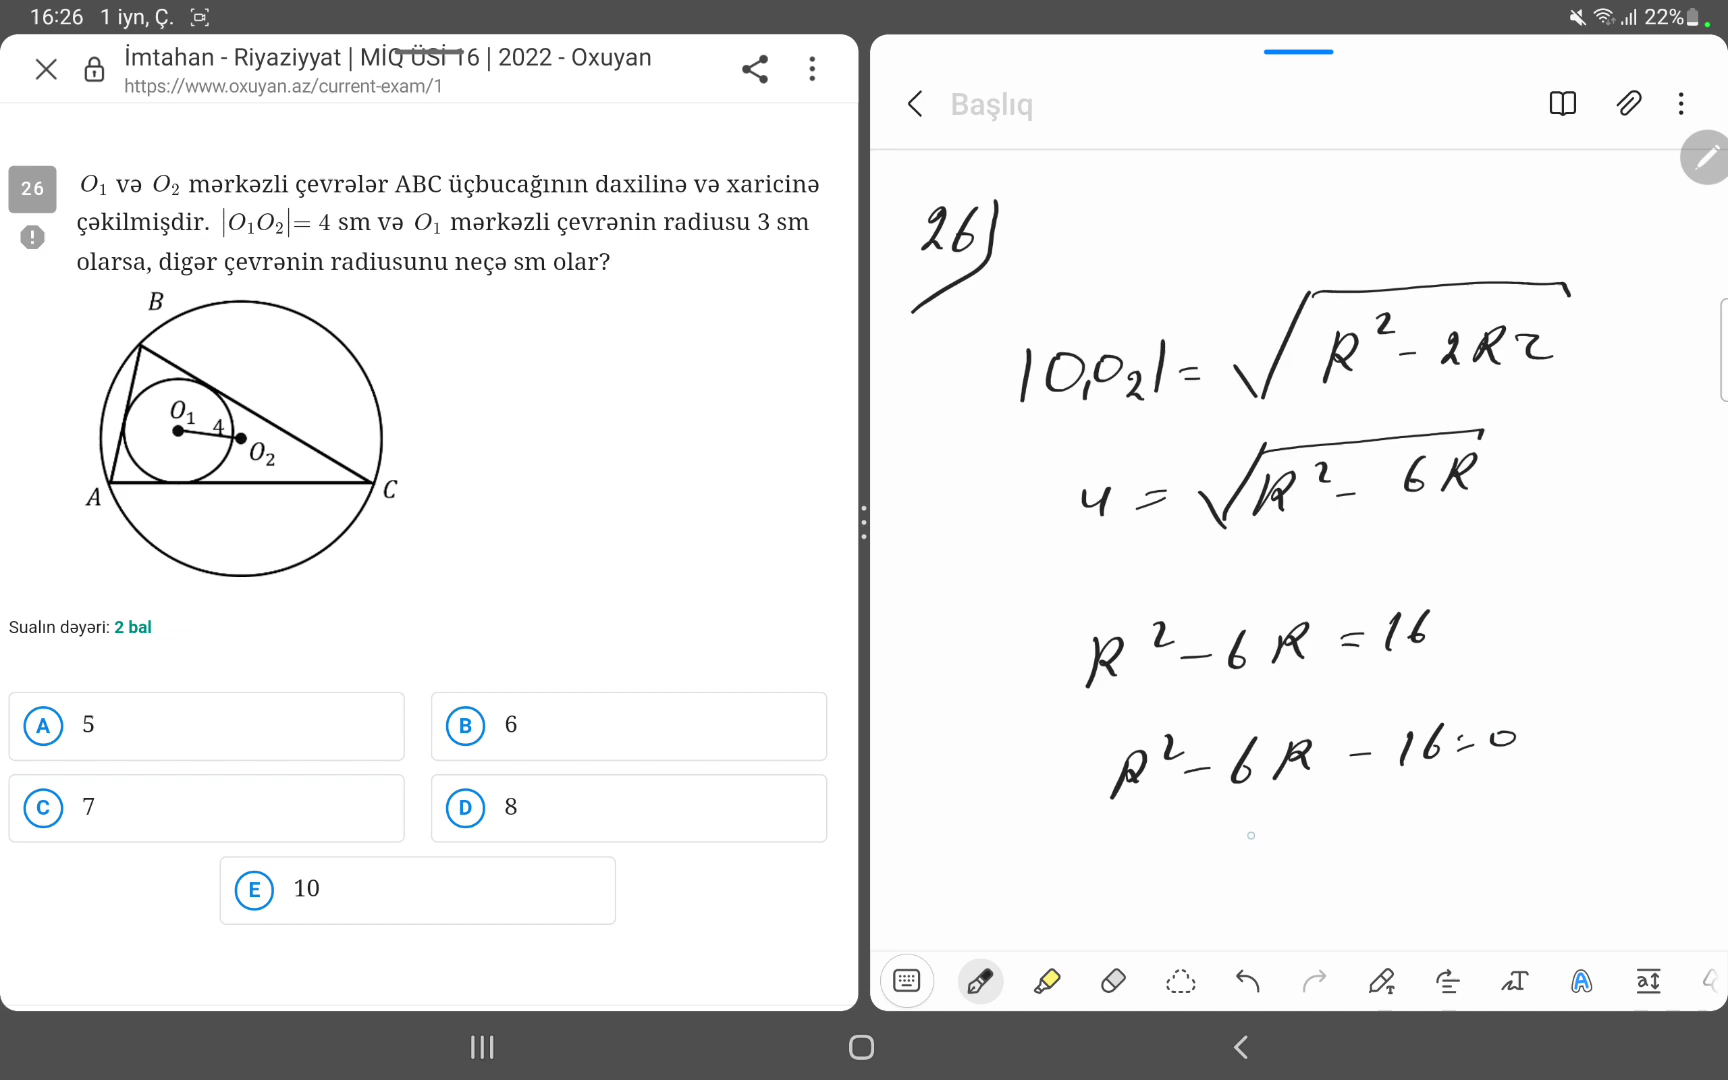 16:26 1 iyn, Ç.
22%
İmtahan - Riyaziyyat | MİQ ÜSİ 16 | 2022 - Oxuyan
https://www.oxuyan.az/current-exam/1
26
O₁ və O₂ mərkəzli çevrələr ABC üçbucağının daxilinə və xaricinə
çəkilmişdir. |O₁O₂|= 4 sm və O₁ mərkəzli çevrənin radiusu 3 sm
olarsa, digər çevrənin radiusunu neçə sm olar?
B
O₁
4
O₂
A
C
Sualın dəyəri: 2 bal
A 5
B 6
C 7
D 8
E 10
Başlıq
26)
|O₁O₂| = √R² - 2Rr
4 = √R² - 6R
R² - 6R = 16
R² - 6R - 16 = 0